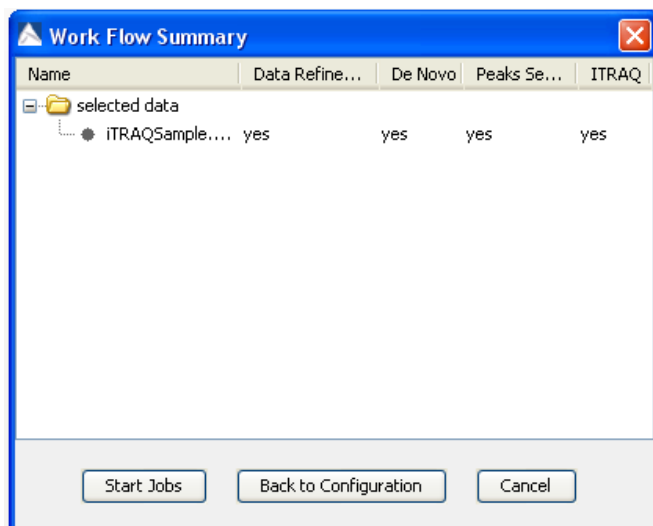 Work Flow Summary
Name Data Refine... De Novo Peaks Se... ITRAQ
selected data
iTRAQSample.... yes yes yes yes
Start Jobs Back to Configuration Cancel